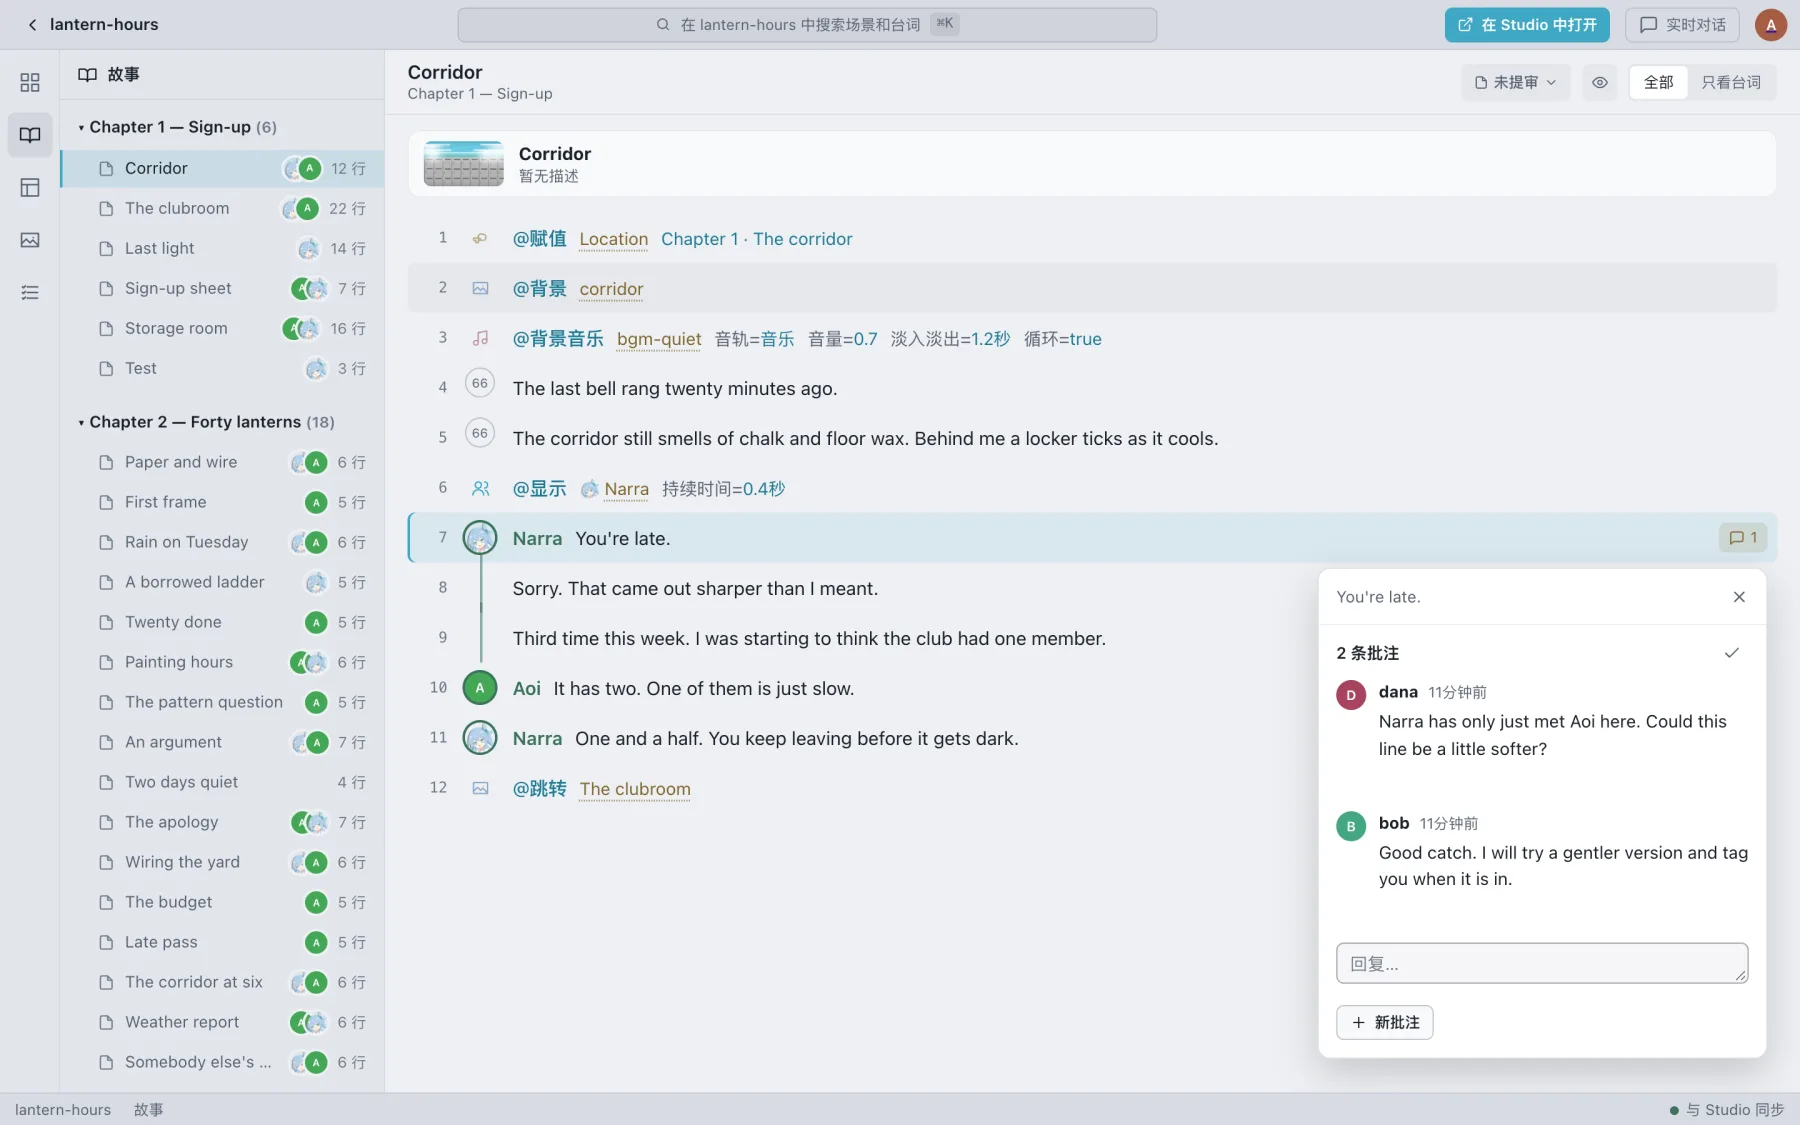 lantern-hours
在 lantern-hours 中搜索场景和台词 ⌘K
在 Studio 中打开
实时对话
A
故事
Chapter 1 — Sign-up (6)
Corridor A 12 行
The clubroom A 22 行
Last light 14 行
Sign-up sheet A 7 行
Storage room A 16 行
Test 3 行
Chapter 2 — Forty lanterns (18)
Paper and wire A 6 行
First frame A 5 行
Rain on Tuesday A 6 行
A borrowed ladder 5 行
Twenty done A 5 行
Painting hours A 6 行
The pattern question A 5 行
An argument A 7 行
Two days quiet 4 行
The apology A 7 行
Wiring the yard A 6 行
The budget A 5 行
Late pass A 5 行
The corridor at six A 6 行
Weather report A 6 行
Somebody else's ... A 6 行
Corridor
Chapter 1 — Sign-up
未提审
全部
只看台词
Corridor
暂无描述
1 @赋值 Location Chapter 1 · The corridor
2 @背景 corridor
3 @背景音乐 bgm-quiet 音轨=音乐 音量=0.7 淡入淡出=1.2秒 循环=true
4 66 The last bell rang twenty minutes ago.
5 66 The corridor still smells of chalk and floor wax. Behind me a locker ticks as it cools.
6 @显示 Narra 持续时间=0.4秒
7 Narra You're late. 1
8 Sorry. That came out sharper than I meant.
9 Third time this week. I was starting to think the club had one member.
10 A Aoi It has two. One of them is just slow.
11 Narra One and a half. You keep leaving before it gets dark.
12 @跳转 The clubroom
You're late.
2 条批注
D dana 11分钟前
Narra has only just met Aoi here. Could this
line be a little softer?
B bob 11分钟前
Good catch. I will try a gentler version and tag
you when it is in.
回复...
新批注
lantern-hours 故事
与 Studio 同步